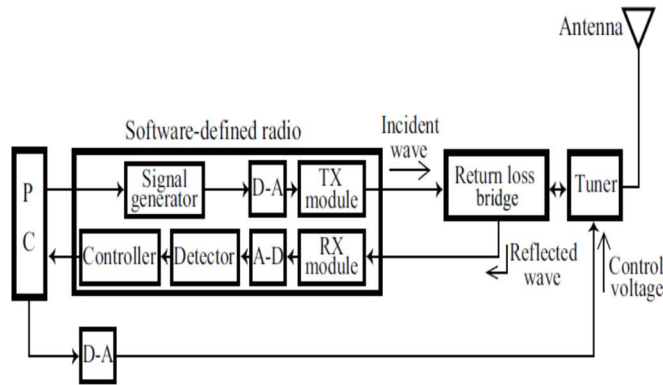 Antenna
Software-defined radio
Incident
wave
P
C
Signal
generator
D-A
TX
module
Return loss
bridge
Tuner
Controller
Detector
A-D
RX
module
Reflected
wave
Control
voltage
D-A